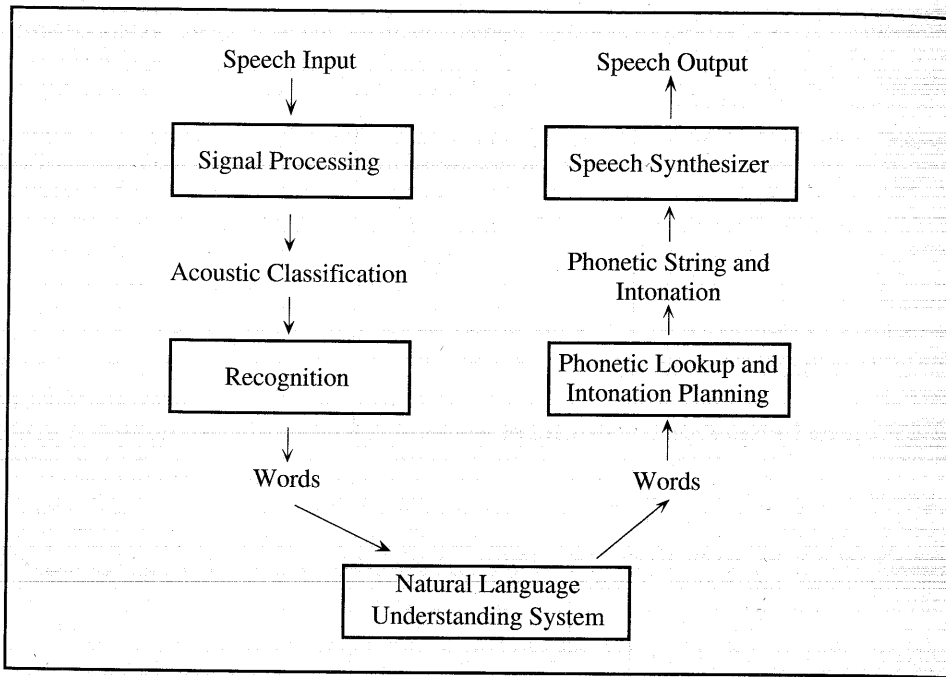 Speech Input
Signal Processing
Acoustic Classification
Recognition
Words
Natural Language
Understanding System
Words
Phonetic Lookup and
Intonation Planning
Phonetic String and
Intonation
Speech Synthesizer
Speech Output